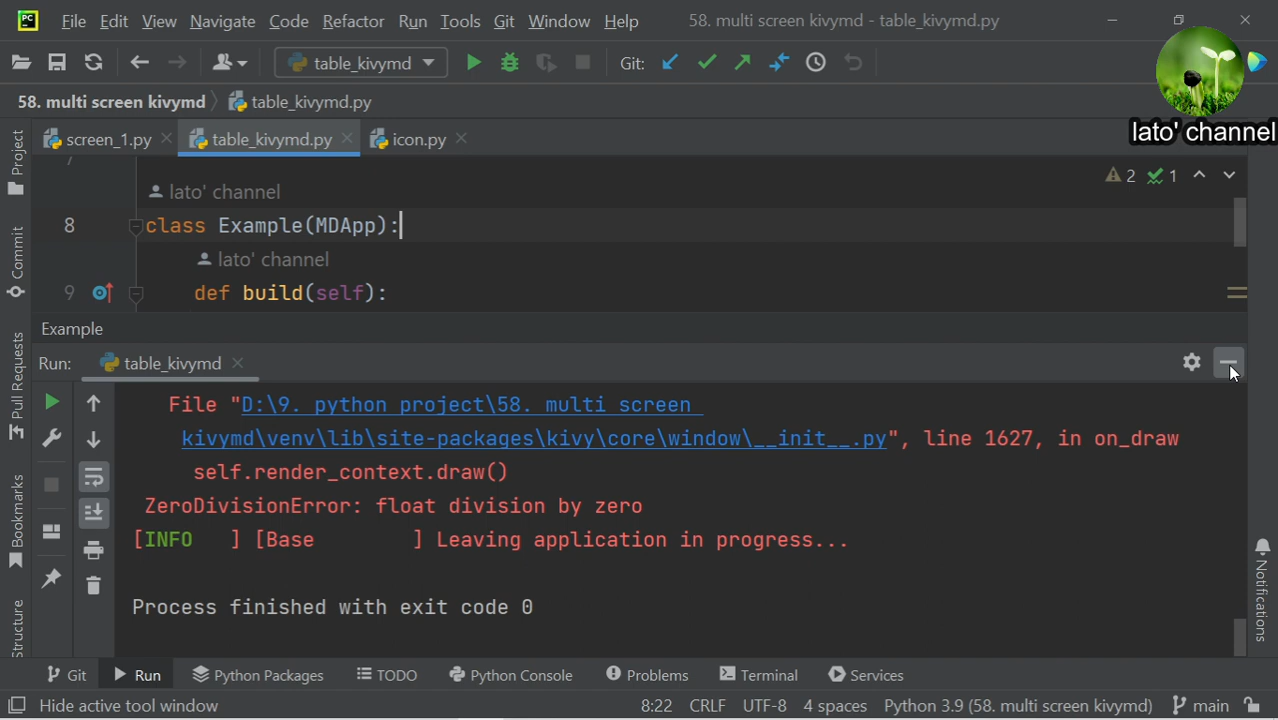 PC File Edit View Navigate Code Refactor Run Tools Git Window Help 58. multi screen kivymd - table_kivymd.py
table_kivymd Git:
58. multi screen kivymd table_kivymd.py
lato' channel
screen_1.py table_kivymd.py icon.py
Project
Commit
Pull Requests
Bookmarks
Structure
7
lato' channel
2 1
8 class Example(MDApp):
lato' channel
9 def build(self):
Example
Run: table_kivymd
File "D:\9. python project\58. multi screen
kivymd\venv\lib\site-packages\kivy\core\window\__init__.py", line 1627, in on_draw
self.render_context.draw()
ZeroDivisionError: float division by zero
[INFO ] [Base ] Leaving application in progress...
Process finished with exit code 0
Notifications
Git Run Python Packages TODO Python Console Problems Terminal Services
Hide active tool window 8:22 CRLF UTF-8 4 spaces Python 3.9 (58. multi screen kivymd) main